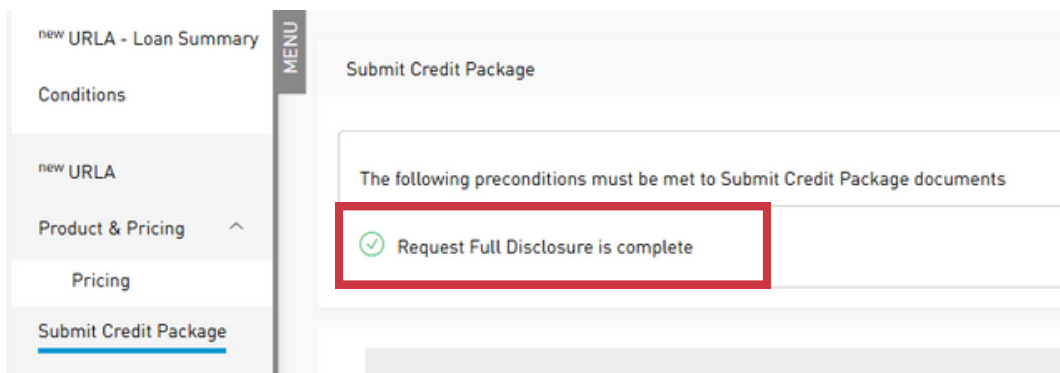 new URLA - Loan Summary
Conditions
new URLA
Product & Pricing
Pricing
Submit Credit Package
MENU
Submit Credit Package
The following preconditions must be met to Submit Credit Package documents
Request Full Disclosure is complete